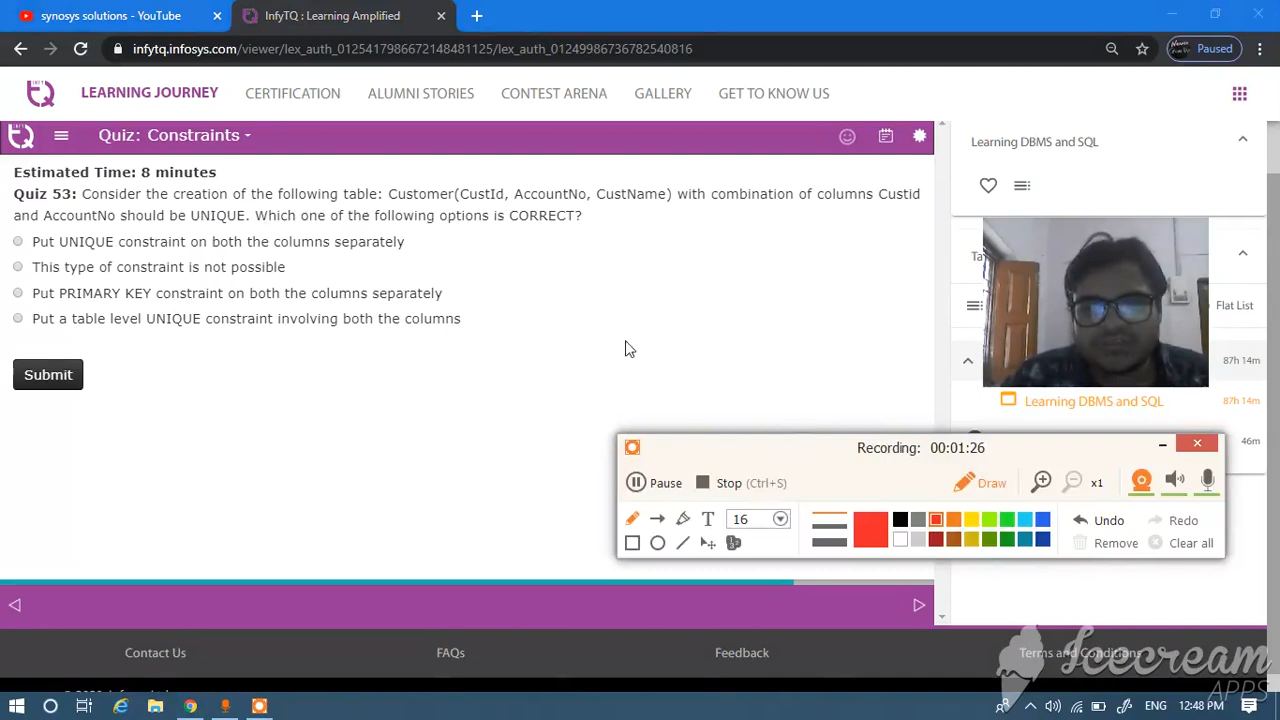 synosys solutions - YouTube
InfyTQ : Learning Amplified
infytq.infosys.com/viewer/lex_auth_0125417986672148481125/lex_auth_01249986736782540816
Paused
LEARNING JOURNEY
CERTIFICATION
ALUMNI STORIES
CONTEST ARENA
GALLERY
GET TO KNOW US
Quiz: Constraints
Learning DBMS and SQL
Estimated Time: 8 minutes
Quiz 53: Consider the creation of the following table: Customer(CustId, AccountNo, CustName) with combination of columns Custid
and AccountNo should be UNIQUE. Which one of the following options is CORRECT?
Put UNIQUE constraint on both the columns separately
This type of constraint is not possible
Put PRIMARY KEY constraint on both the columns separately
Put a table level UNIQUE constraint involving both the columns
Submit
Flat List
87h 14m
Learning DBMS and SQL
87h 14m
46m
Recording: 00:01:26
Pause
Stop (Ctrl+S)
Draw
x1
16
Undo
Redo
Remove
Clear all
Contact Us
FAQs
Feedback
Terms and Conditions
Icecream
APPS
ENG
12:48 PM